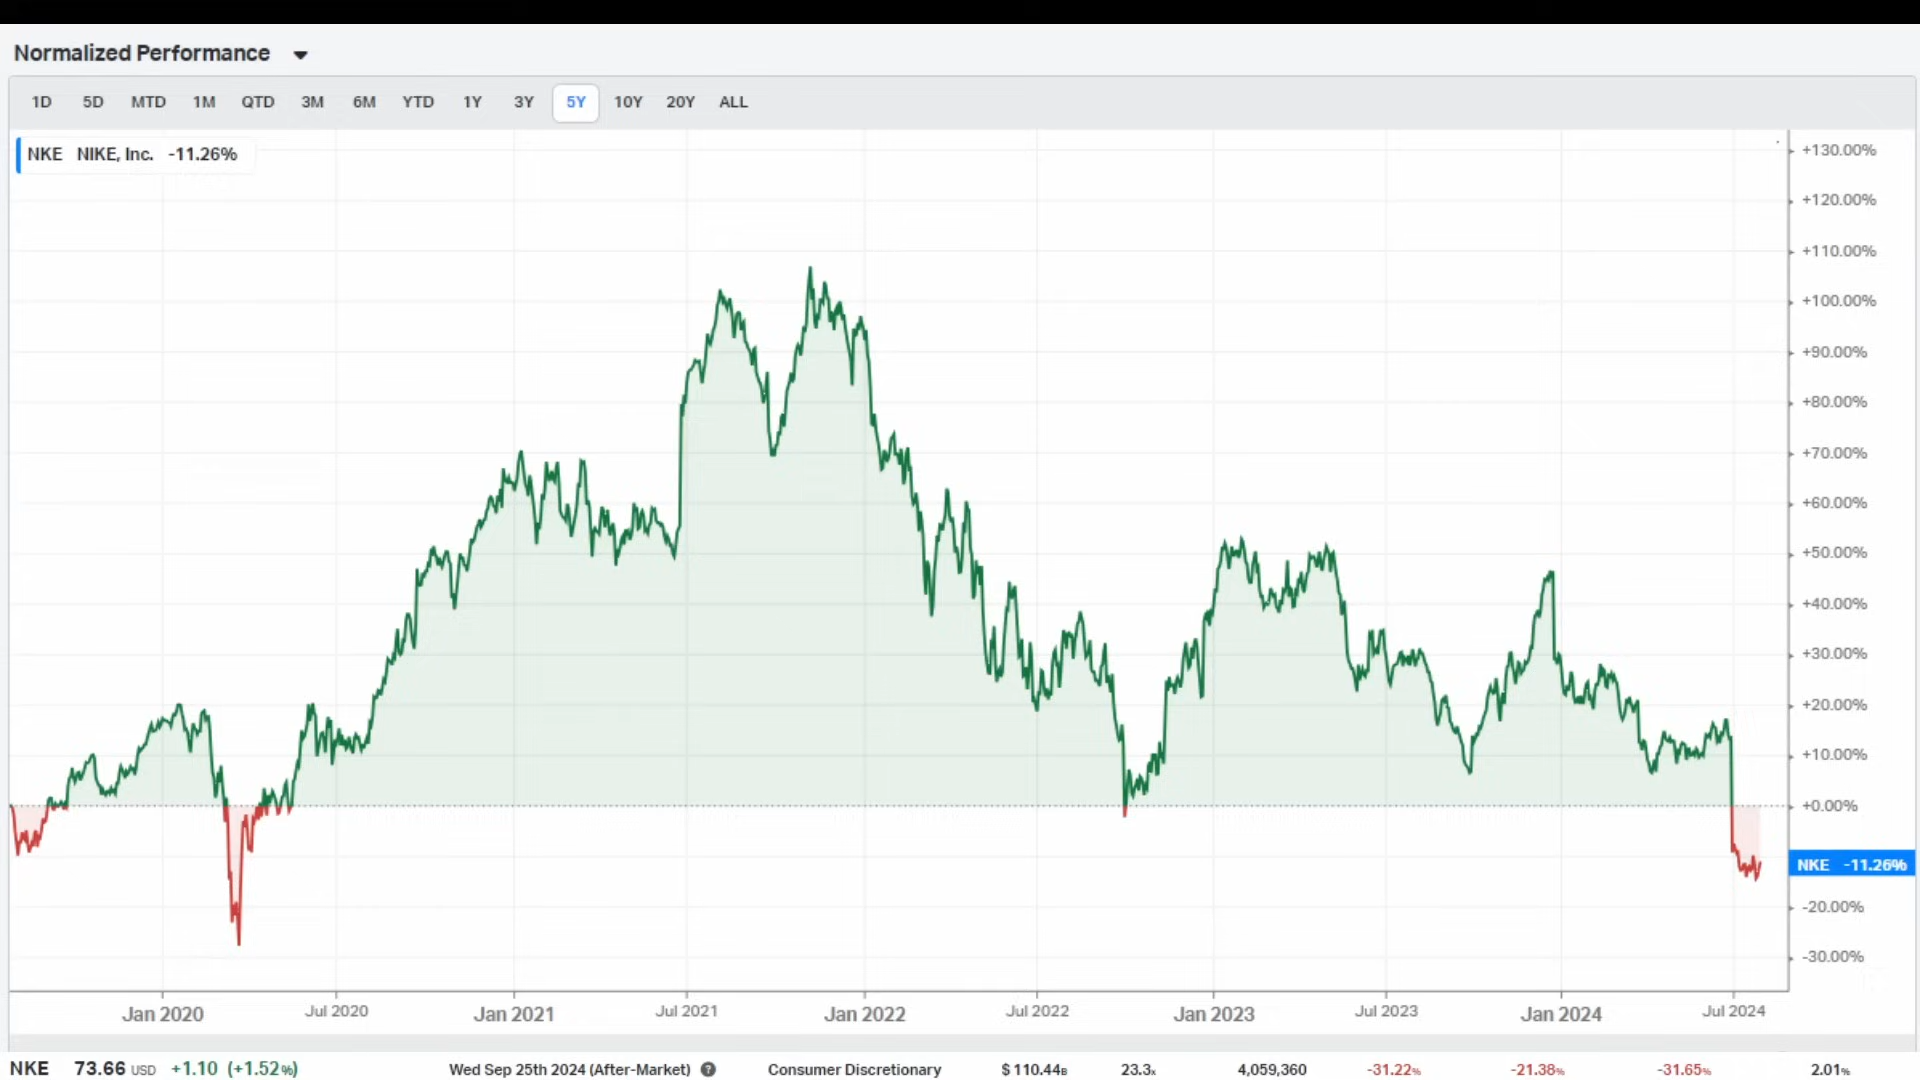 Normalized Performance
1D 5D MTD 1M QTD 3M 6M YTD 1Y 3Y 5Y 10Y 20Y ALL
NKE NIKE, Inc. -11.26%
+130.00%
+120.00%
+110.00%
+100.00%
+90.00%
+80.00%
+70.00%
+60.00%
+50.00%
+40.00%
+30.00%
+20.00%
+10.00%
+0.00%
NKE -11.26%
-20.00%
-30.00%
Jan 2020 Jul 2020 Jan 2021 Jul 2021 Jan 2022 Jul 2022 Jan 2023 Jul 2023 Jan 2024 Jul 2024
NKE 73.66 USD +1.10 (+1.52%) Wed Sep 25th 2024 (After-Market) ? Consumer Discretionary $ 110.44B 23.3x 4,059,360 -31.22% -21.38% -31.65% 2.01%